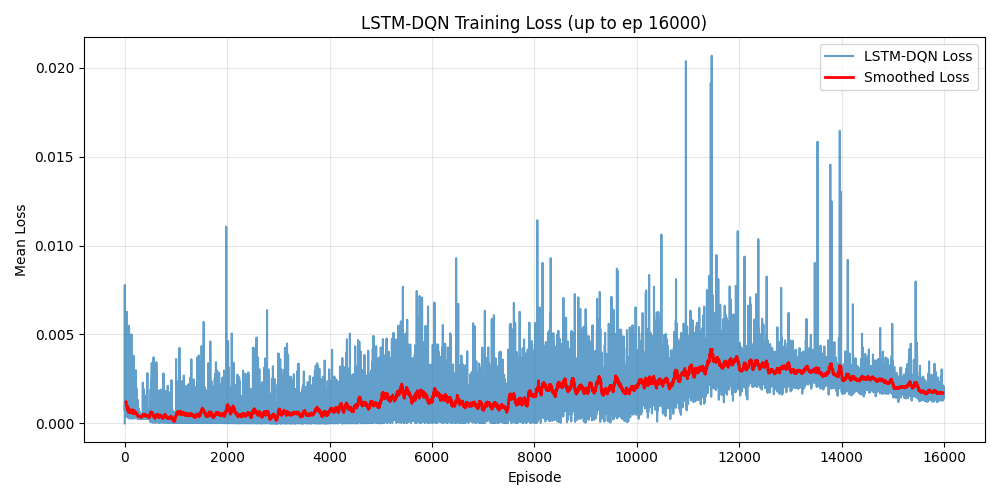 LSTM-DQN Training Loss (up to ep 16000)
LSTM-DQN Loss
Smoothed Loss
0.020
0.015
0.010
0.005
0.000
Mean Loss
0
2000
4000
6000
8000
10000
12000
14000
16000
Episode